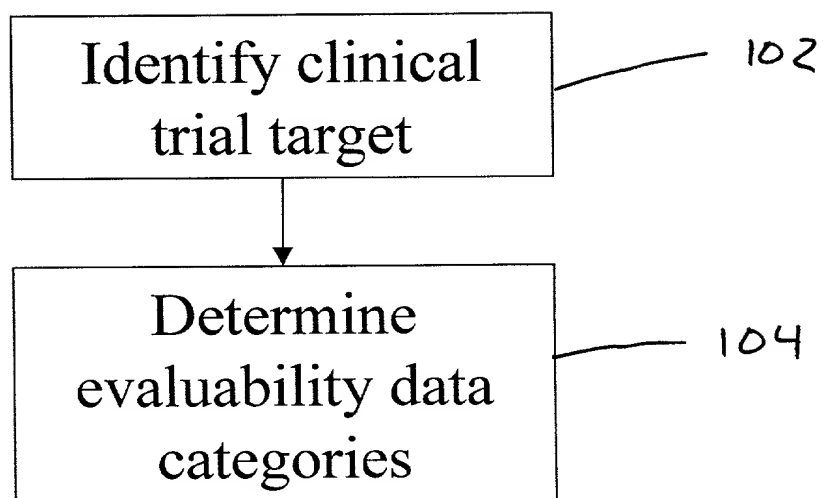 Identify clinical
trial target
102
Determine
evaluability data
categories
104